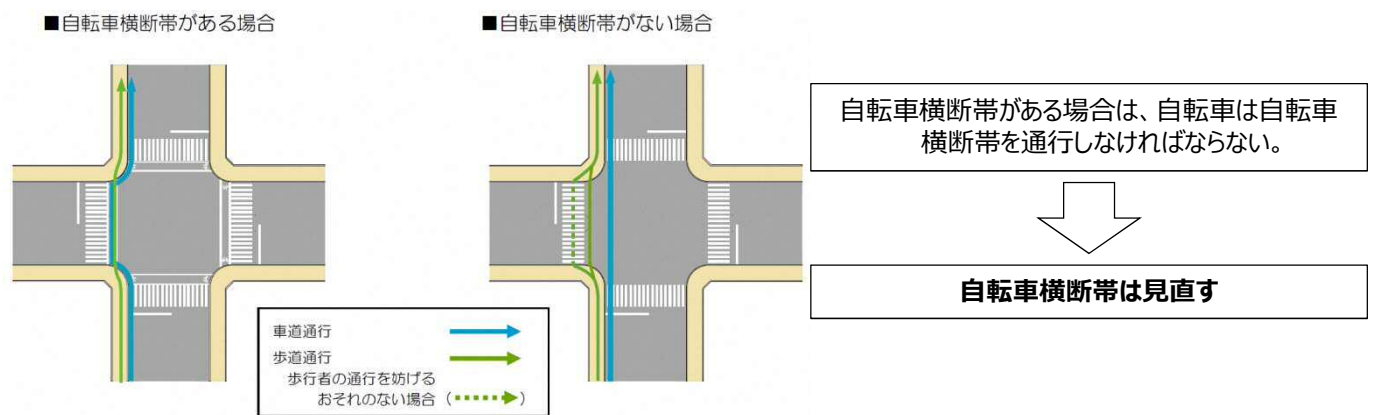 ■自転車横断帯がある場合
■自転車横断帯がない場合
自転車横断帯がある場合は、自転車は自転車
横断帯を通行しなければならない。
自転車横断帯は見直す
車道通行
歩道通行
歩行者の通行を妨げる
おそれのない場合( )